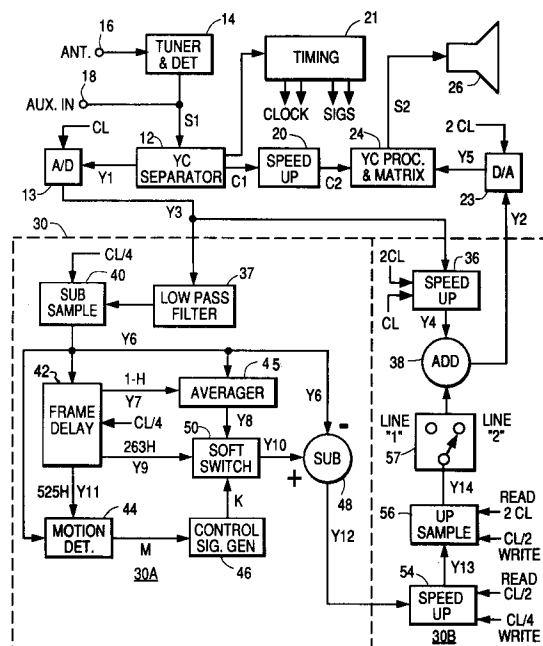 16
ANT.
14
TUNER
& DET
18
AUX. IN
S1
21
TIMING
CLOCK
SIGS
26
S2
CL
A/D
13
Y1
12
YC
SEPARATOR
C1
20
SPEED
UP
C2
24
YC PROC.
& MATRIX
Y5
2 CL
D/A
23
Y3
Y2
30
CL/4
40
SUB
SAMPLE
37
LOW PASS
FILTER
2CL
CL
36
SPEED
UP
Y4
38
ADD
Y6
42
FRAME
DELAY
1-H
Y7
CL/4
45
AVERAGER
Y8
Y6
50
263H
Y9
SOFT
SWITCH
Y10
-
+
SUB
48
LINE
"1"
LINE
"2"
57
525H
Y11
44
MOTION
DET.
M
K
CONTROL
SIG. GEN
46
30A
Y12
Y14
56
UP
SAMPLE
READ
2 CL
CL/2
WRITE
Y13
54
SPEED
UP
READ
CL/2
CL/4
WRITE
30B